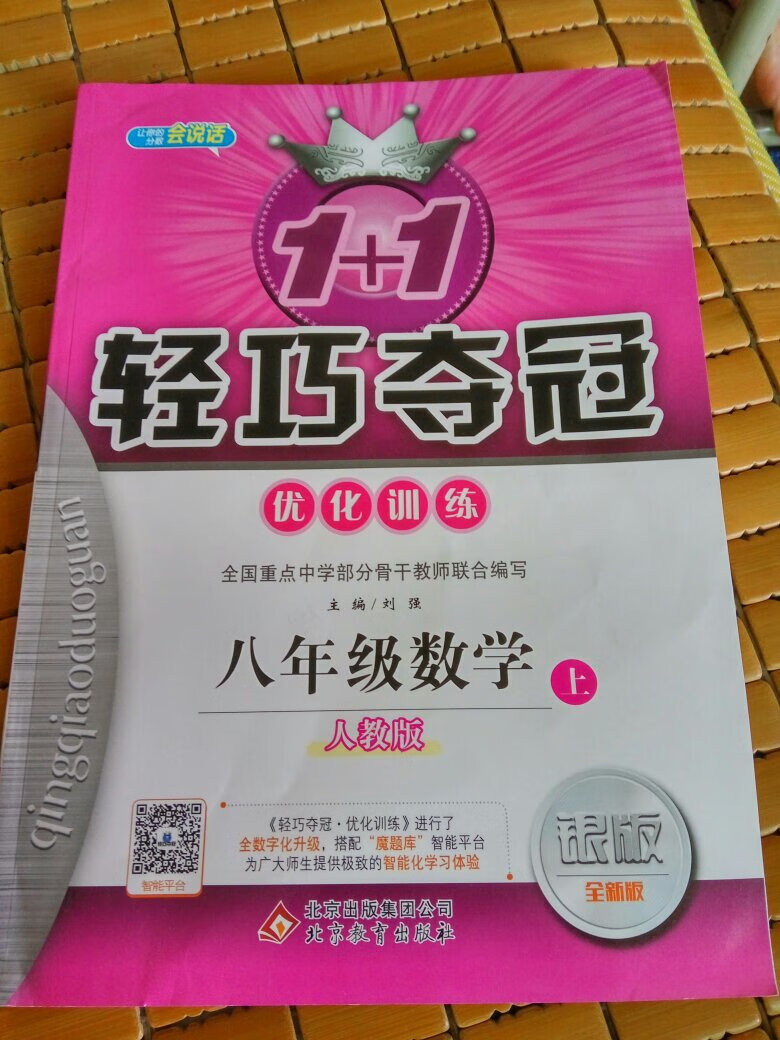 让你的
分数 会说话
1+1
轻巧夺冠
优化训练
全国重点中学部分骨干教师联合编写
主编/刘强
八年级数学 上
人教版
qingqiaoduoguan
《轻巧夺冠·优化训练》进行了
全数字化升级，搭配“魔题库”智能平台
为广大师生提供极致的智能化学习体验
智能平台
银版
全新版
北京出版集团公司
北京教育出版社